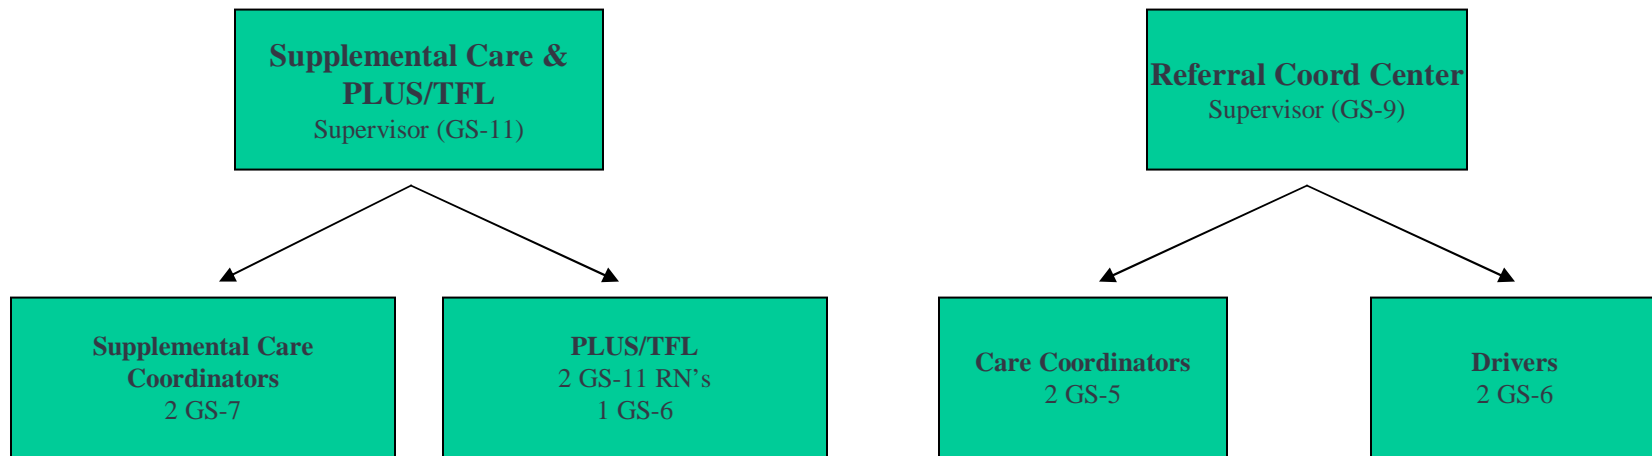 Supplemental Care &
PLUS/TFL
Supervisor (GS-11)
Referral Coord Center
Supervisor (GS-9)
Supplemental Care
Coordinators
2 GS-7
PLUS/TFL
2 GS-11 RN’s
1 GS-6
Care Coordinators
2 GS-5
Drivers
2 GS-6